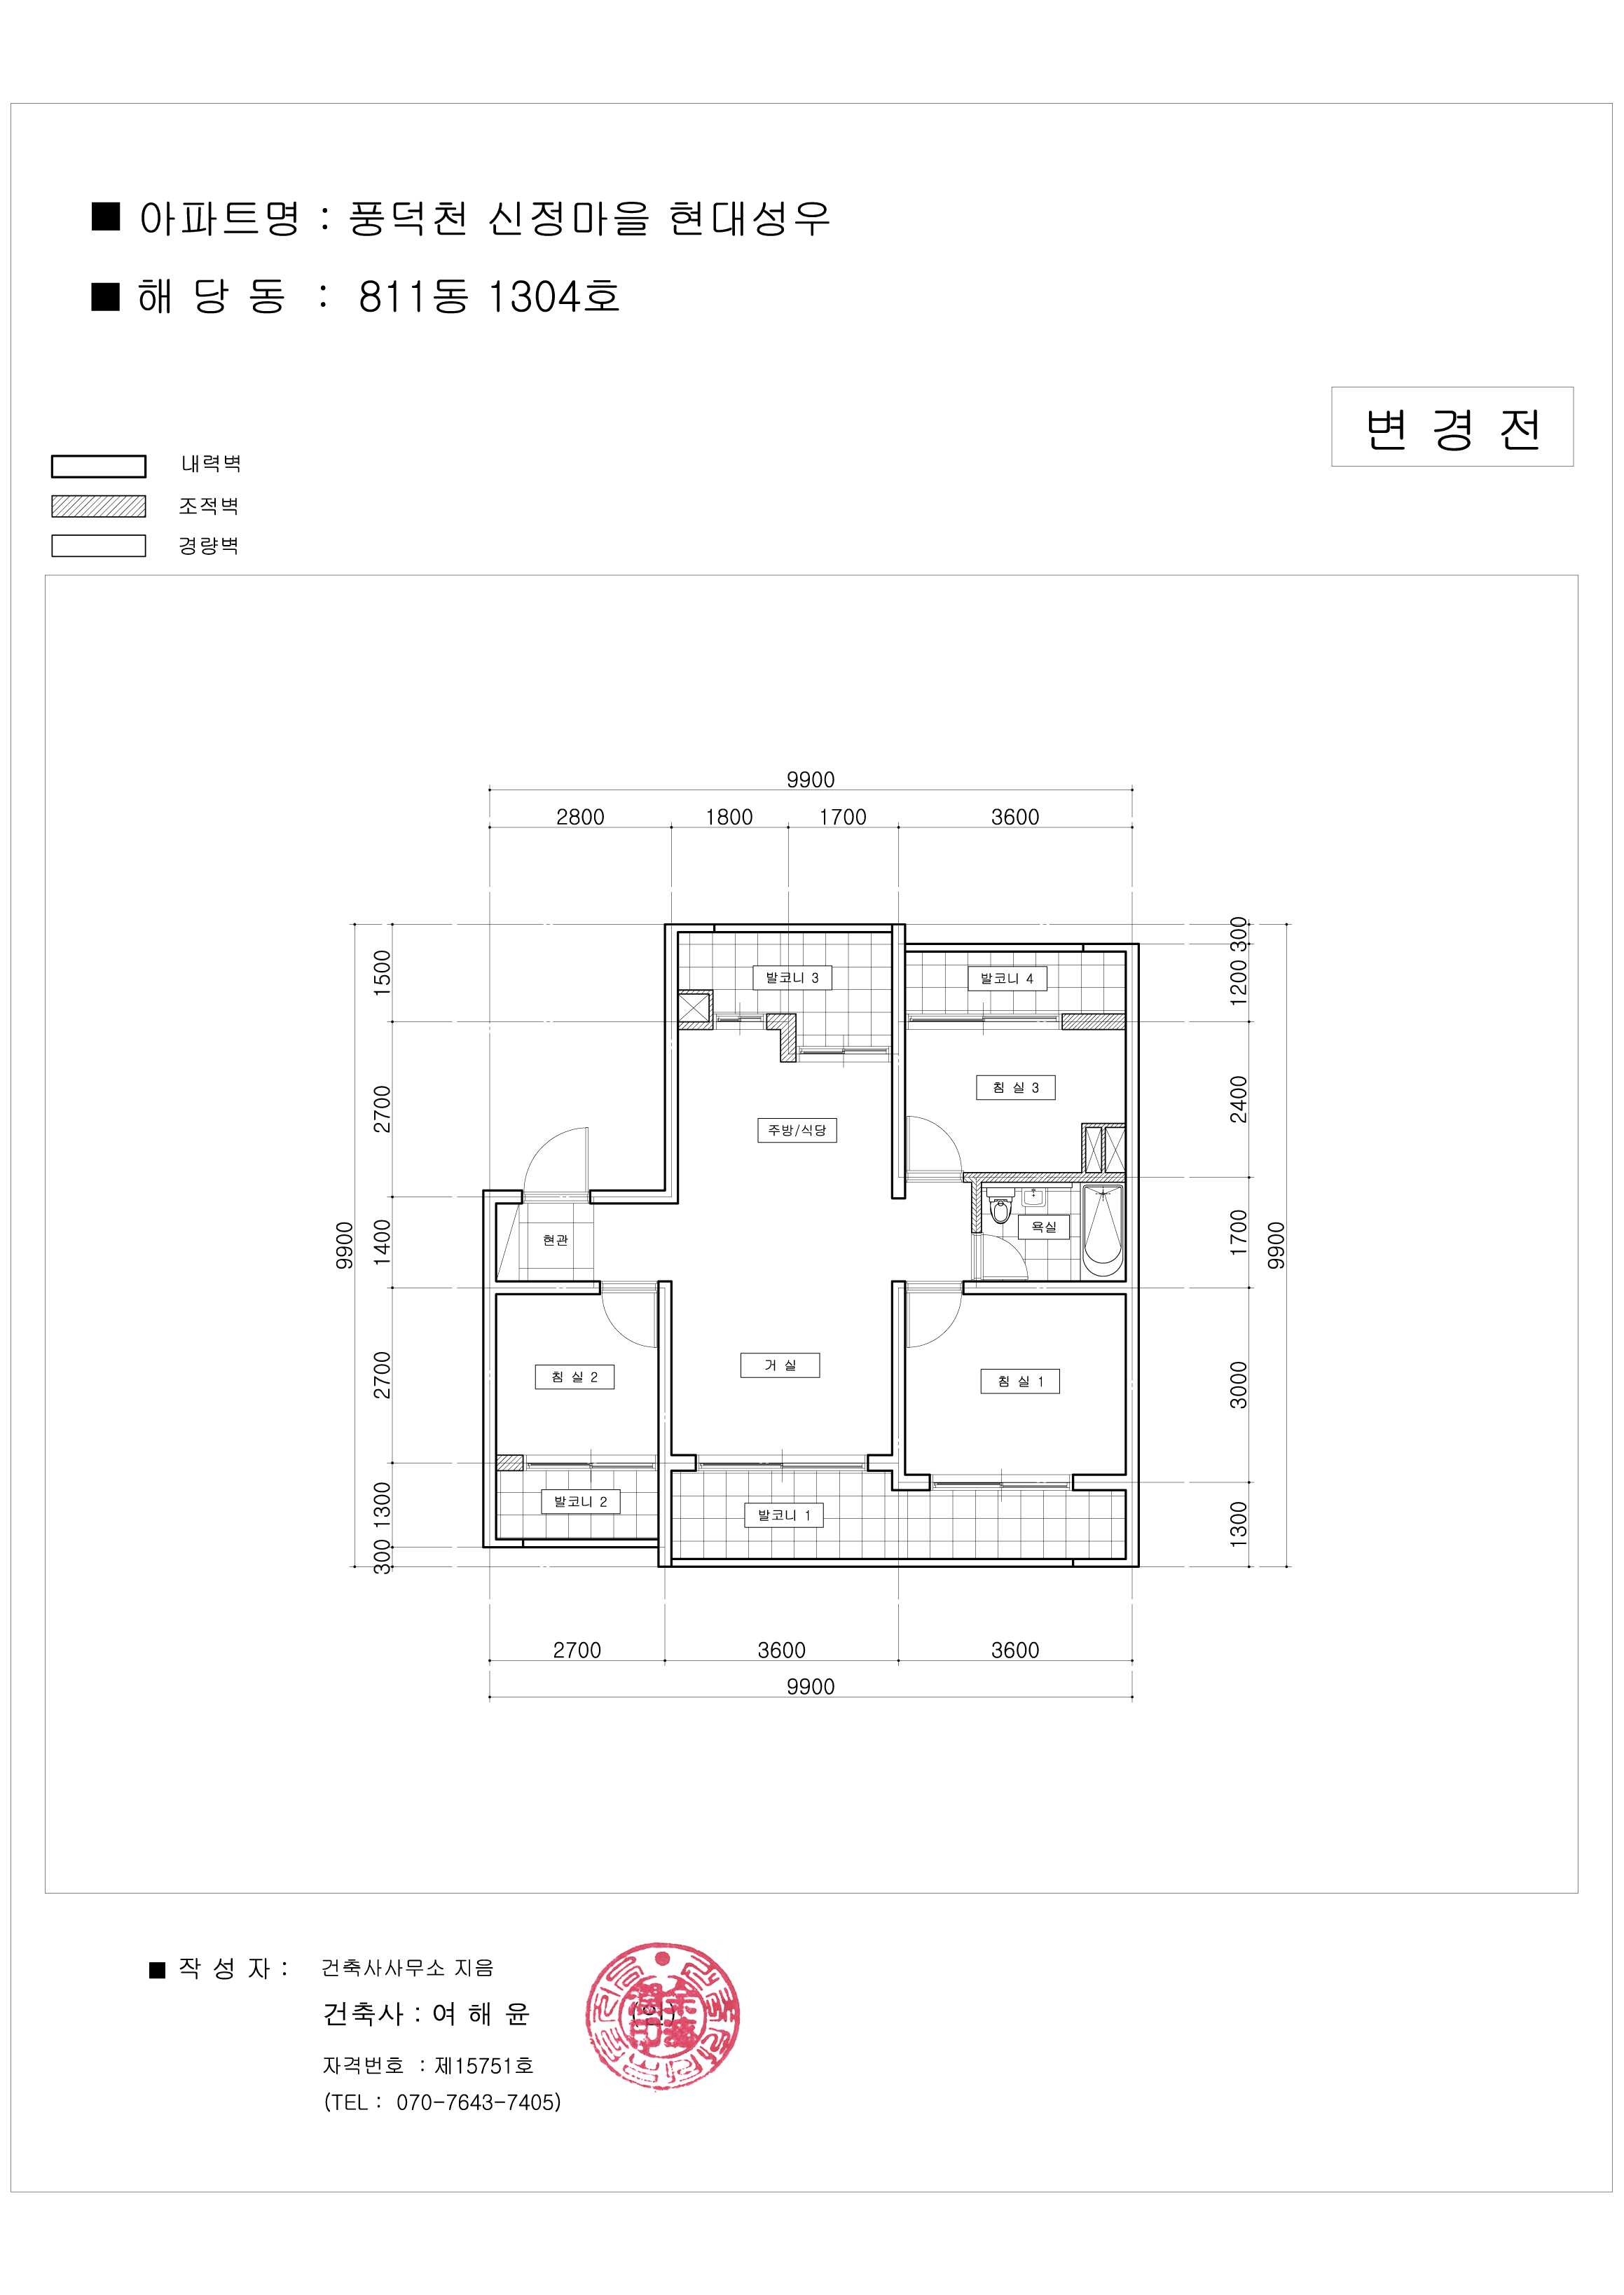 ■ 아파트명 : 풍덕천 신정마을 현대성우
■ 해 당 동 : 811동 1304호
변 경 전
내력벽
조적벽
경량벽
9900
2800 1800 1700 3600
300
1500
1200
발코니 3
발코니 4
2400
2700
침 실 3
주방/식당
9900
1400
1700
9900
현관
욕실
2700
3000
거 실
침 실 2
침 실 1
1300
발코니 2
발코니 1
1300
300
2700 3600 3600
9900
■ 작 성 자 : 건축사사무소 지음
건축사 : 여 해 윤 (인)
자격번호 : 제15751호
(TEL : 070-7643-7405)